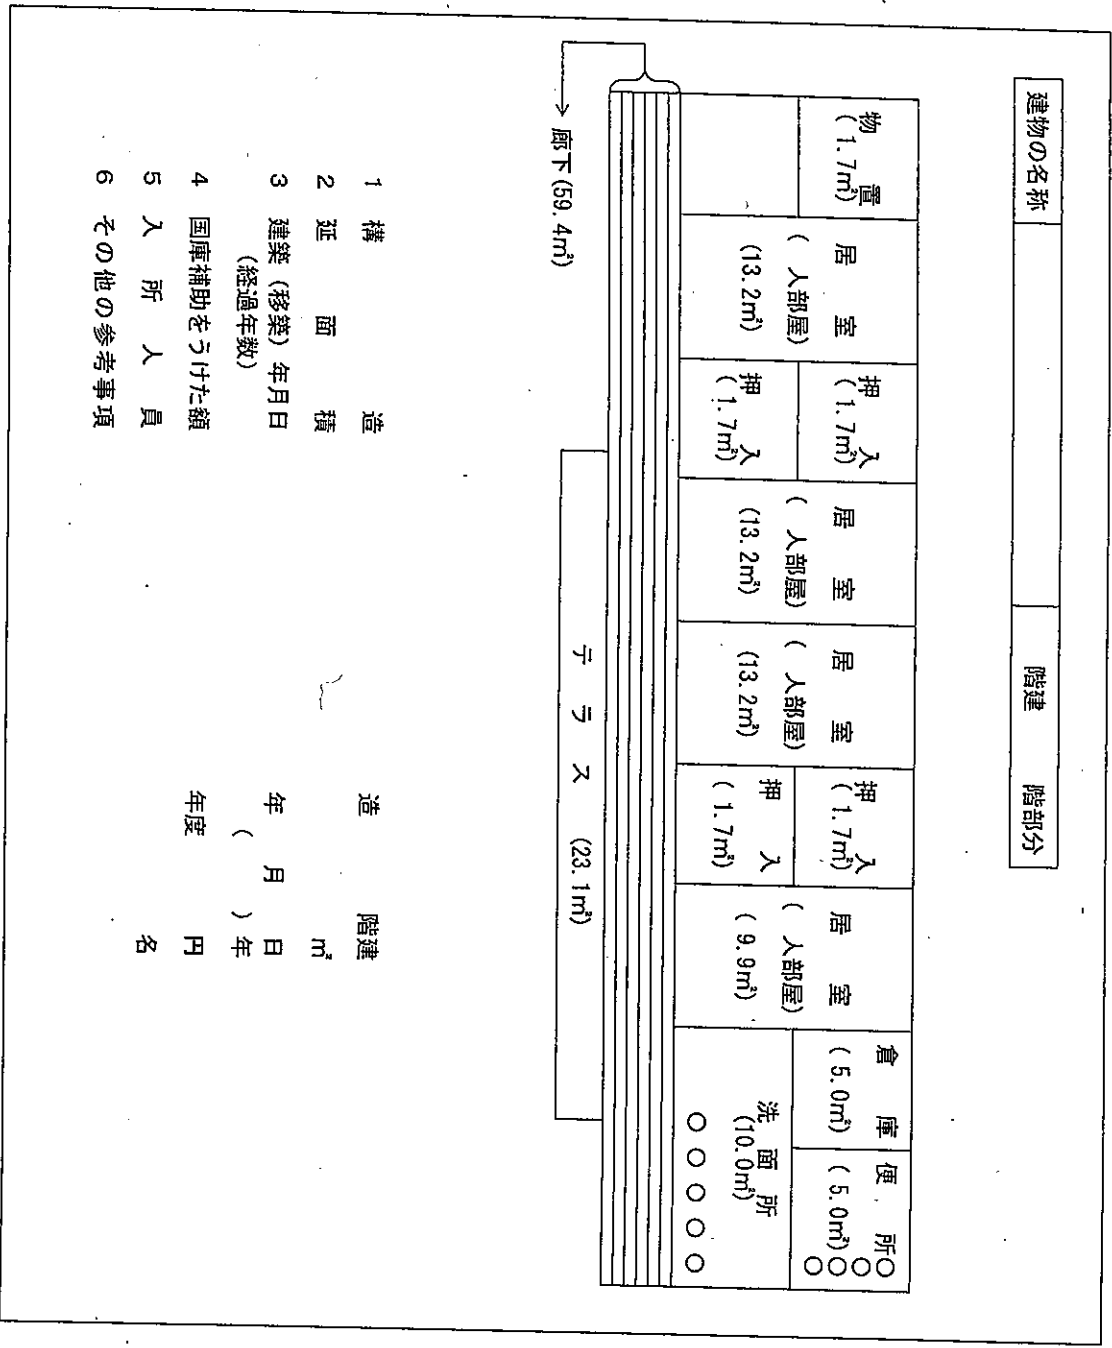 建物の名称　　階建　階部分
物置
(1.7㎡)
居室
(　人部屋)
(13.2㎡)
押入
(1.7㎡)
押入
(1.7㎡)
居室
(　人部屋)
(13.2㎡)
居室
(　人部屋)
(13.2㎡)
押入
(1.7㎡)
押入
(1.7㎡)
居室
(　人部屋)
(9.9㎡)
倉庫
(5.0㎡)
便所
(5.0㎡)
洗面所
(10.0㎡)
廊下(59.4㎡)
テラス (23.1㎡)
1 構造　　造　階建
2 延面積　　㎡
3 建築(移築)年月日　　年　月　日
(経過年数)　　(　)年
4 国庫補助をうけた額　　年度　円
5 入所人員　　名
6 その他の参考事項